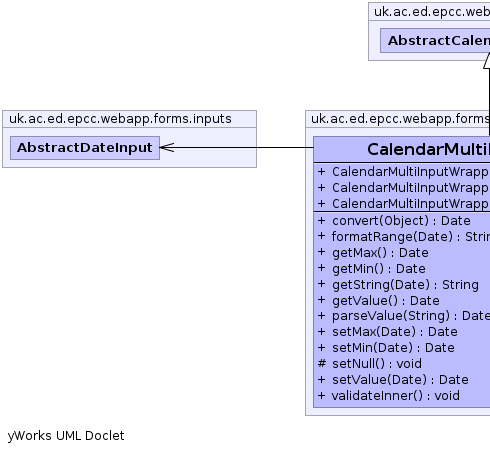 uk.ac.ed.epcc.web
AbstractCalen
uk.ac.ed.epcc.webapp.forms.inputs
AbstractDateInput
uk.ac.ed.epcc.webapp.forms
CalendarMulti
+ CalendarMultiInputWrapp
+ CalendarMultiInputWrapp
+ CalendarMultiInputWrapp
+ convert(Object) : Date
+ formatRange(Date) : Strin
+ getMax() : Date
+ getMin() : Date
+ getString(Date) : String
+ getValue() : Date
+ parseValue(String) : Date
+ setMax(Date) : Date
+ setMin(Date) : Date
# setNull() : void
+ setValue(Date) : Date
+ validateInner() : void
yWorks UML Doclet